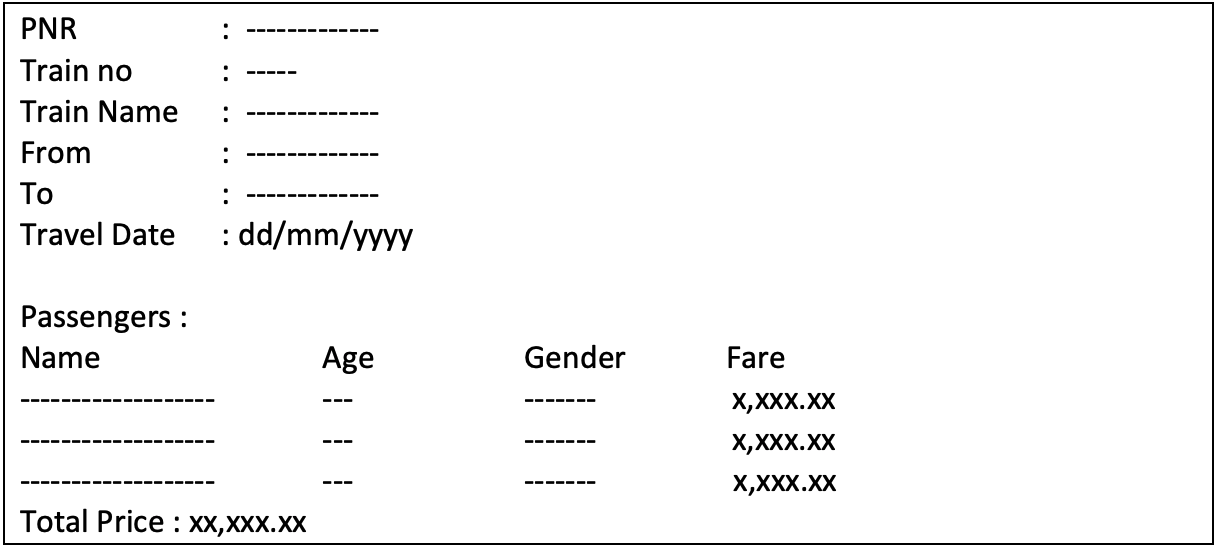 PNR : -------------
Train no : -----
Train Name : -------------
From : -------------
To : -------------
Travel Date : dd/mm/yyyy
Passengers :
Name Age Gender Fare
------------------- --- ------- x,xxx.xx
------------------- --- ------- x,xxx.xx
------------------- --- ------- x,xxx.xx
Total Price : xx,xxx.xx